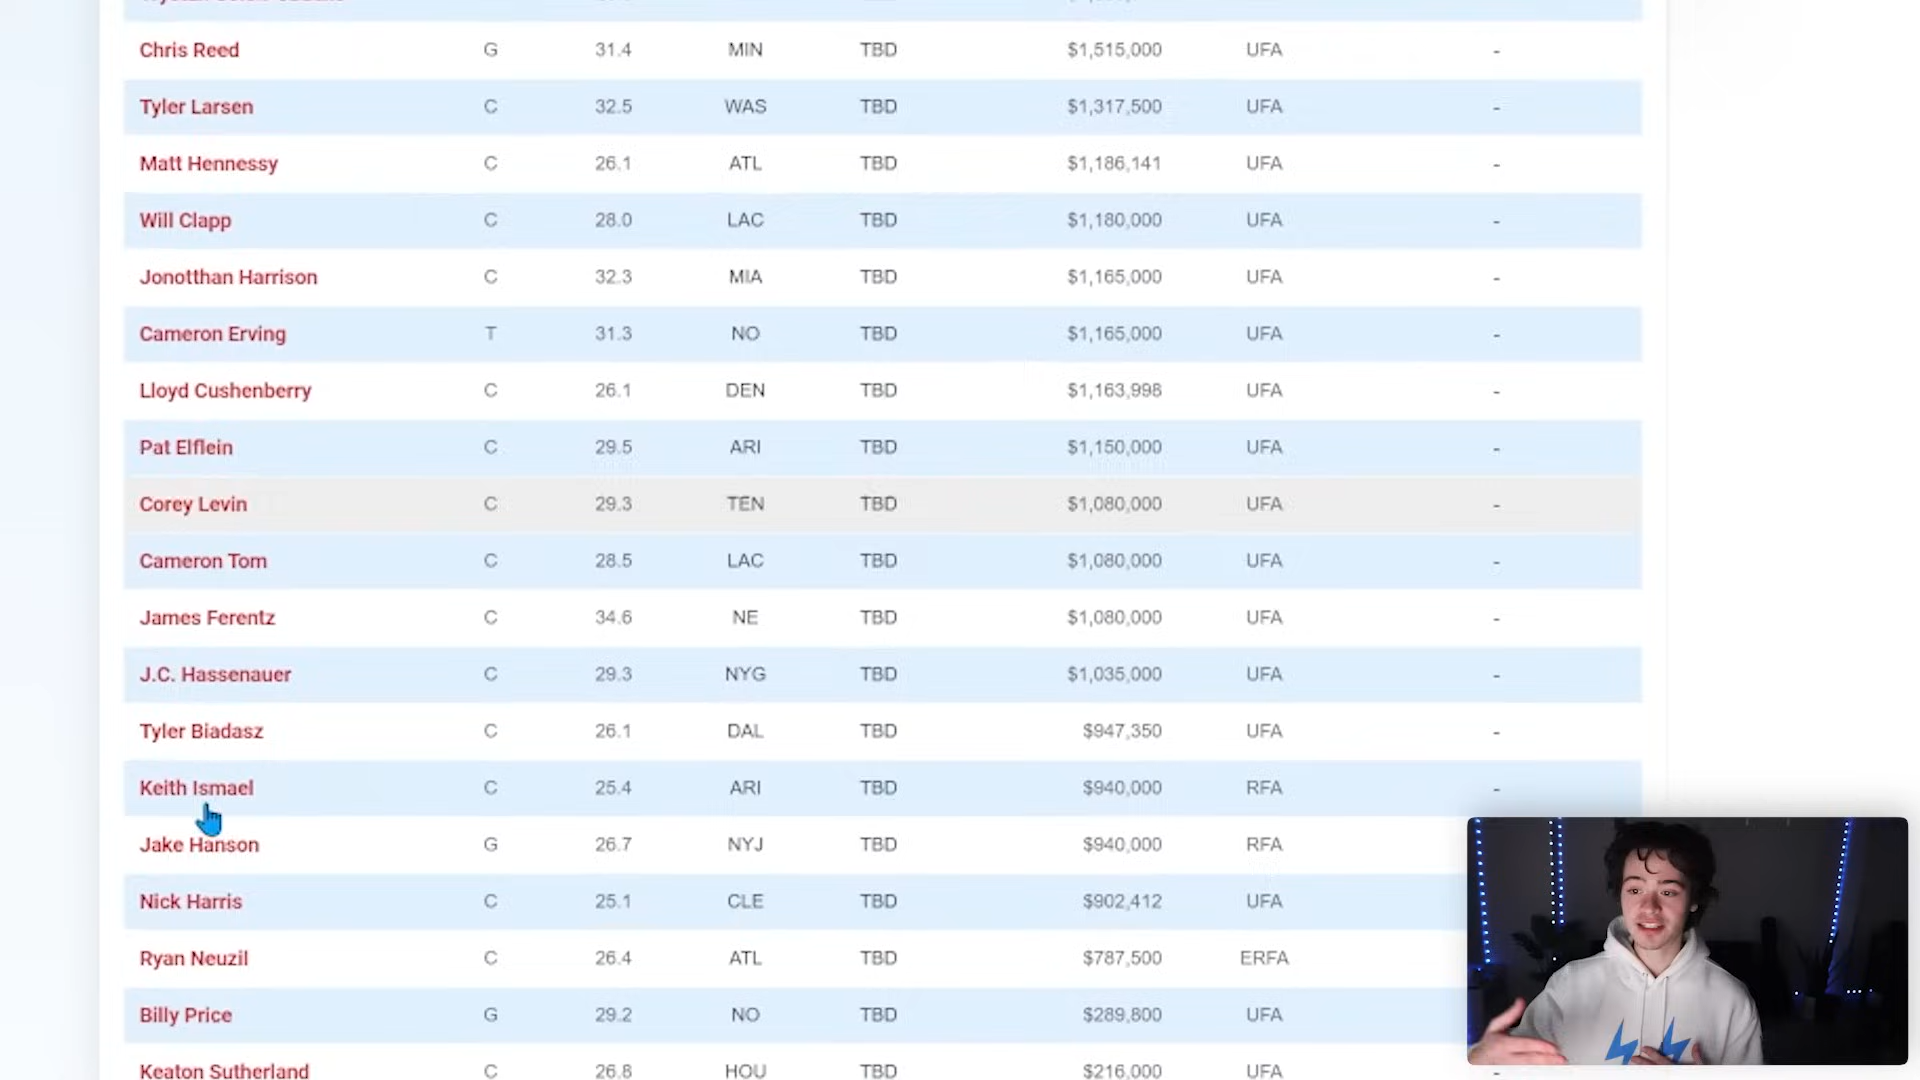 Chris Reed G 31.4 MIN TBD $1,515,000 UFA -
Tyler Larsen C 32.5 WAS TBD $1,317,500 UFA -
Matt Hennessy C 26.1 ATL TBD $1,186,141 UFA -
Will Clapp C 28.0 LAC TBD $1,180,000 UFA -
Jonotthan Harrison C 32.3 MIA TBD $1,165,000 UFA -
Cameron Erving T 31.3 NO TBD $1,165,000 UFA -
Lloyd Cushenberry C 26.1 DEN TBD $1,163,998 UFA -
Pat Elflein C 29.5 ARI TBD $1,150,000 UFA -
Corey Levin C 29.3 TEN TBD $1,080,000 UFA -
Cameron Tom C 28.5 LAC TBD $1,080,000 UFA -
James Ferentz C 34.6 NE TBD $1,080,000 UFA -
J.C. Hassenauer C 29.3 NYG TBD $1,035,000 UFA -
Tyler Biadasz C 26.1 DAL TBD $947,350 UFA -
Keith Ismael C 25.4 ARI TBD $940,000 RFA -
Jake Hanson G 26.7 NYJ TBD $940,000 RFA
Nick Harris C 25.1 CLE TBD $902,412 UFA
Ryan Neuzil C 26.4 ATL TBD $787,500 ERFA
Billy Price G 29.2 NO TBD $289,800 UFA
Keaton Sutherland C 26.8 HOU TBD $216,000 UFA -